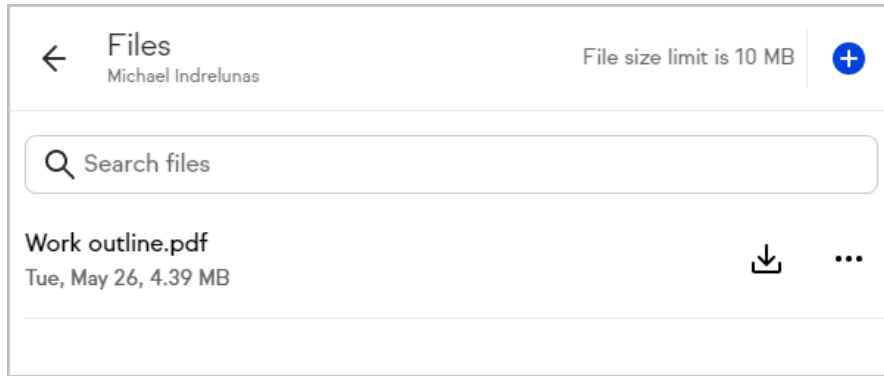 Files
Michael Indrelunas
File size limit is 10 MB
Search files
Work outline.pdf
Tue, May 26, 4.39 MB